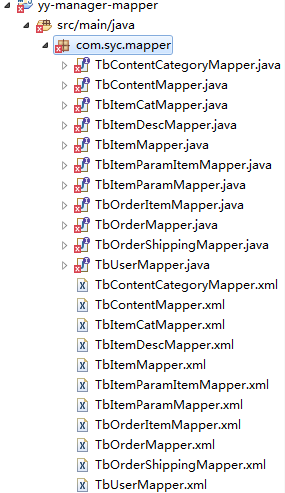 yy-manager-mapper
src/main/java
com.syc.mapper
TbContentCategoryMapper.java
TbContentMapper.java
TbItemCatMapper.java
TbItemDescMapper.java
TbItemMapper.java
TbItemParamItemMapper.java
TbItemParamMapper.java
TbOrderItemMapper.java
TbOrderMapper.java
TbOrderShippingMapper.java
TbUserMapper.java
TbContentCategoryMapper.xml
TbContentMapper.xml
TbItemCatMapper.xml
TbItemDescMapper.xml
TbItemMapper.xml
TbItemParamItemMapper.xml
TbItemParamMapper.xml
TbOrderItemMapper.xml
TbOrderMapper.xml
TbOrderShippingMapper.xml
TbUserMapper.xml